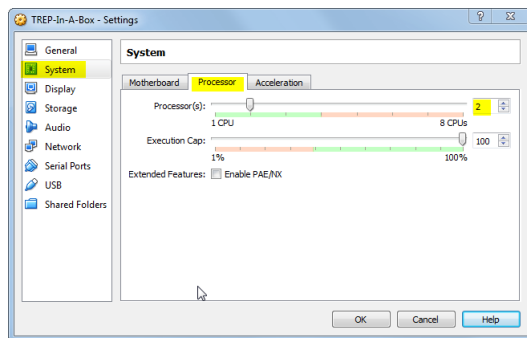 TREP-In-A-Box - Settings
General
System
Display
Storage
Audio
Network
Serial Ports
USB
Shared Folders
System
Motherboard Processor Acceleration
Processor(s): 2
1 CPU 8 CPUs
Execution Cap: 100
1% 100%
Extended Features: Enable PAE/NX
OK Cancel Help